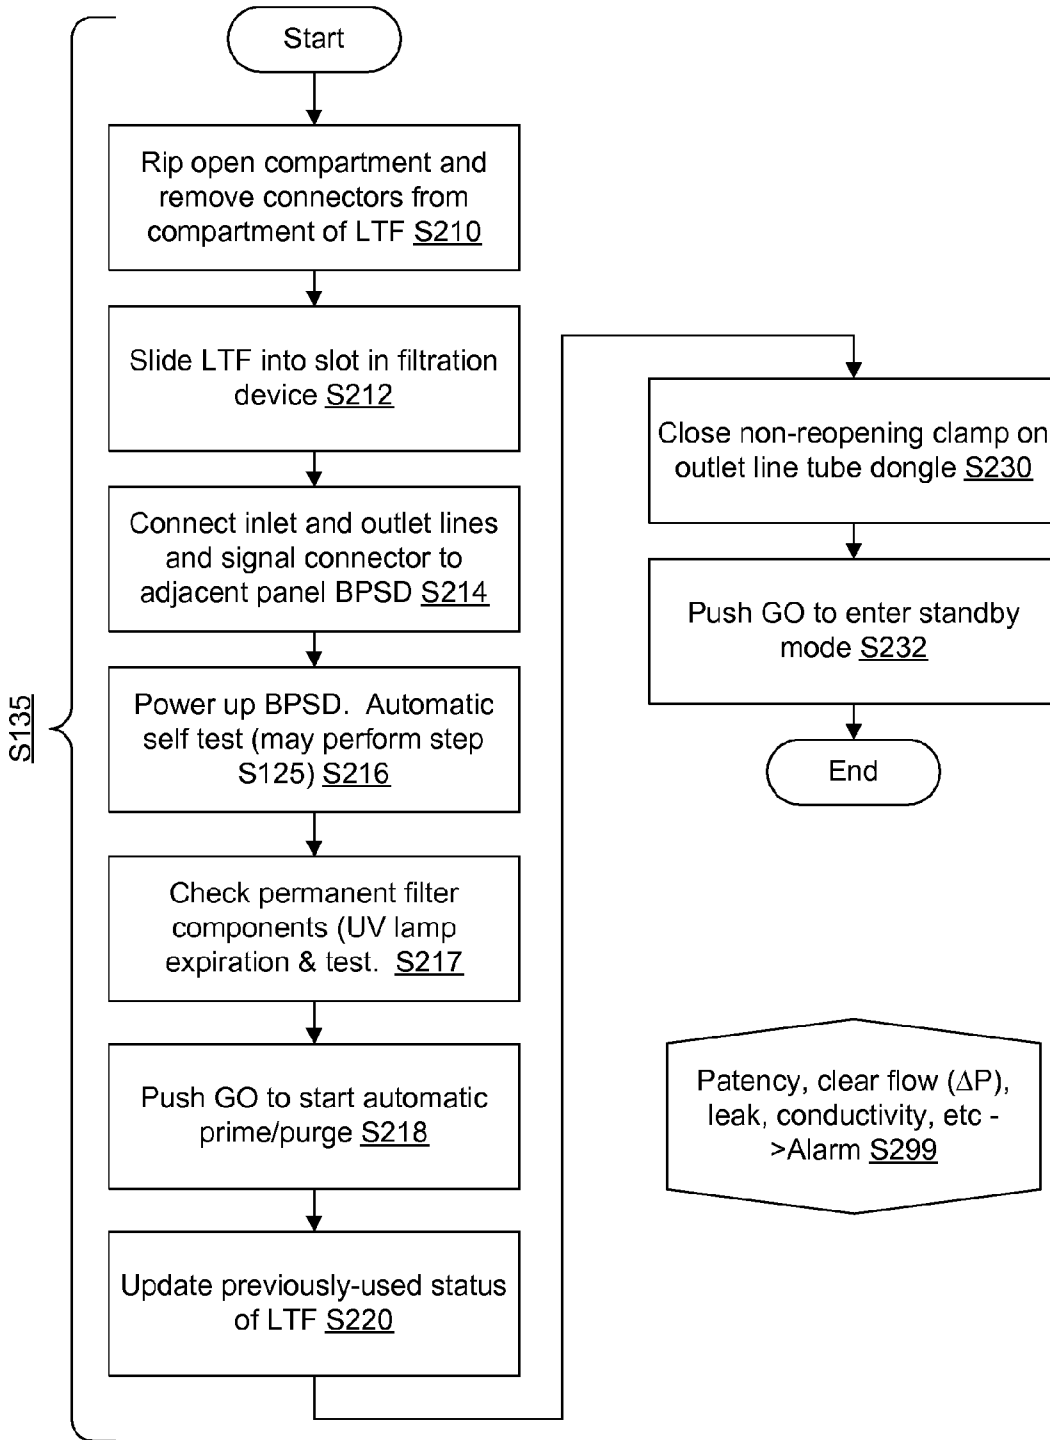 Start
Rip open compartment and
remove connectors from
compartment of LTF S210
Slide LTF into slot in filtration
device S212
Connect inlet and outlet lines
and signal connector to
adjacent panel BPSD S214
Power up BPSD. Automatic
self test (may perform step
S125) S216
Check permanent filter
components (UV lamp
expiration & test. S217
Push GO to start automatic
prime/purge S218
Update previously-used status
of LTF S220
S135
Close non-reopening clamp on
outlet line tube dongle S230
Push GO to enter standby
mode S232
End
Patency, clear flow (ΔP),
leak, conductivity, etc -
>Alarm S299